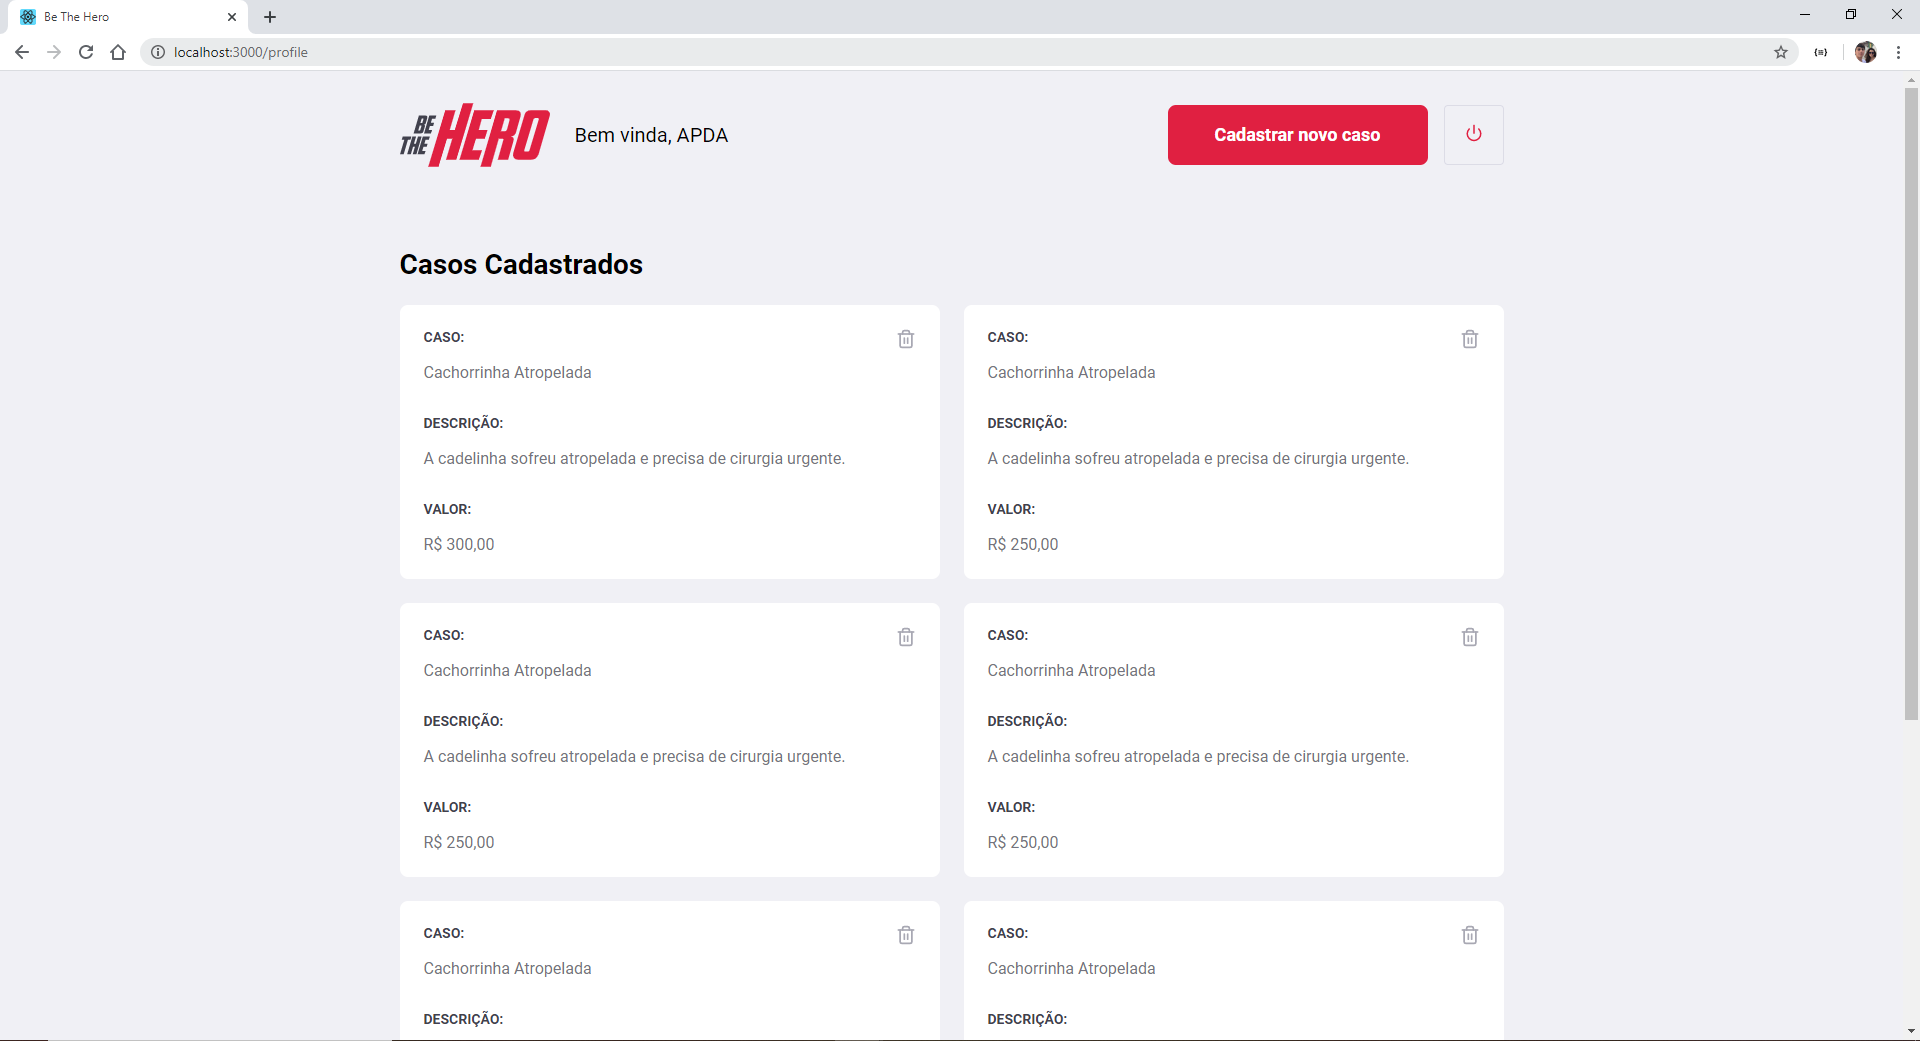 Be The Hero
localhost:3000/profile
BE THE HERO
Bem vinda, APDA
Cadastrar novo caso
Casos Cadastrados
CASO:
Cachorrinha Atropelada
DESCRIÇÃO:
A cadelinha sofreu atropelada e precisa de cirurgia urgente.
VALOR:
R$ 300,00
CASO:
Cachorrinha Atropelada
DESCRIÇÃO:
A cadelinha sofreu atropelada e precisa de cirurgia urgente.
VALOR:
R$ 250,00
CASO:
Cachorrinha Atropelada
DESCRIÇÃO:
A cadelinha sofreu atropelada e precisa de cirurgia urgente.
VALOR:
R$ 250,00
CASO:
Cachorrinha Atropelada
DESCRIÇÃO:
A cadelinha sofreu atropelada e precisa de cirurgia urgente.
VALOR:
R$ 250,00
CASO:
Cachorrinha Atropelada
DESCRIÇÃO:
CASO:
Cachorrinha Atropelada
DESCRIÇÃO: